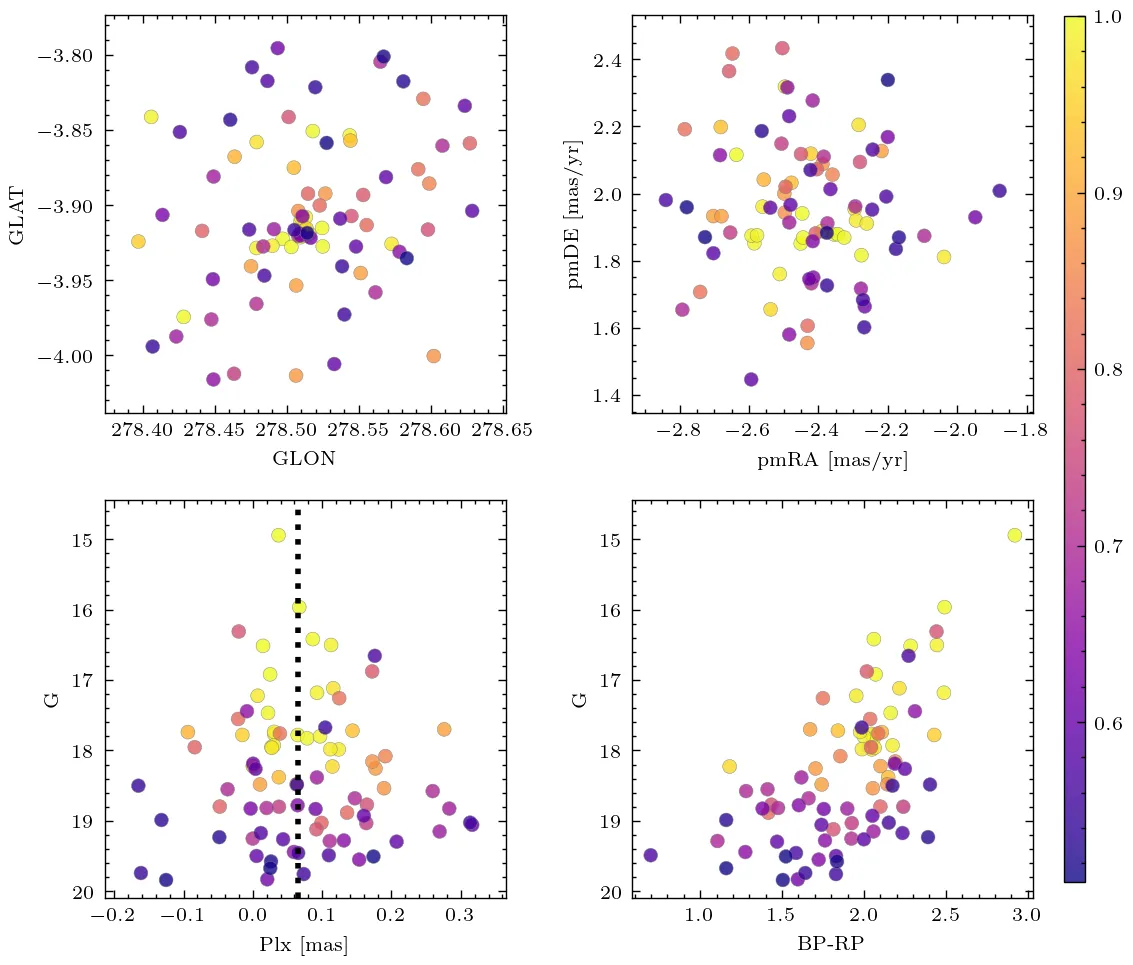 −3.80
−3.85
−3.90
−3.95
−4.00
GLAT
278.40 278.45 278.50 278.55 278.60 278.65
GLON
2.4
2.2
2.0
1.8
1.6
1.4
pmDE [mas/yr]
−2.8 −2.6 −2.4 −2.2 −2.0 −1.8
pmRA [mas/yr]
15
16
17
18
19
20
G
−0.2 −0.1 0.0 0.1 0.2 0.3
Plx [mas]
15
16
17
18
19
20
G
1.0 1.5 2.0 2.5 3.0
BP-RP
1.0
0.9
0.8
0.7
0.6